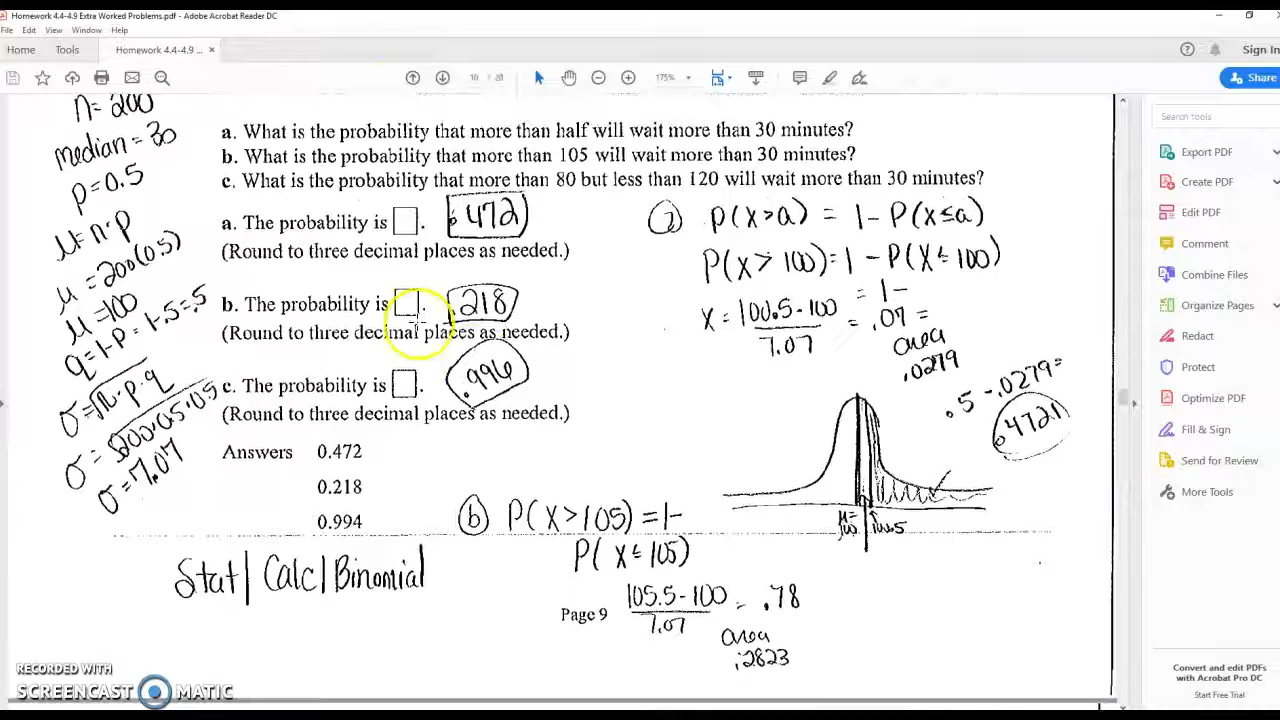 Homework 4.4-4.9 Extra Worked Problems.pdf - Adobe Acrobat Reader DC
File Edit View Window Help
Home Tools Homework 4.4-4.9 ... × Sign In
175% Share
n = 200
median = 30
p = 0.5
μ = n·p
μ = 200(0.5)
μ = 100
q = 1-p = 1-.5 = .5
σ = √n·p·q
σ = √200·0.5·0.5
σ = 7.07
a. What is the probability that more than half will wait more than 30 minutes?
b. What is the probability that more than 105 will wait more than 30 minutes?
c. What is the probability that more than 80 but less than 120 will wait more than 30 minutes?
a. The probability is □. .472
(Round to three decimal places as needed.)
b. The probability is □. .218
(Round to three decimal places as needed.)
c. The probability is □. .996
(Round to three decimal places as needed.)
Answers 0.472
0.218
0.994
P(x>a) = 1 - P(x≤a)
P(x > 100) = 1 - P(x ≤ 100)
x = 100.5 - 100 = 1 -
7.07 = .07 =
area
.0279
.5 - .0279 =
.4721
μ=
100 100.5
(b) P(x>105) = 1-
P(x ≤ 105)
105.5 - 100 = .78
7.07
area
.2823
Stat | Calc | Binomial
Page 9
Search tools
Export PDF
Create PDF
Edit PDF
Comment
Combine Files
Organize Pages
Redact
Protect
Optimize PDF
Fill & Sign
Send for Review
More Tools
Convert and edit PDFs
with Acrobat Pro DC
Start Free Trial
RECORDED WITH
SCREENCAST MATIC